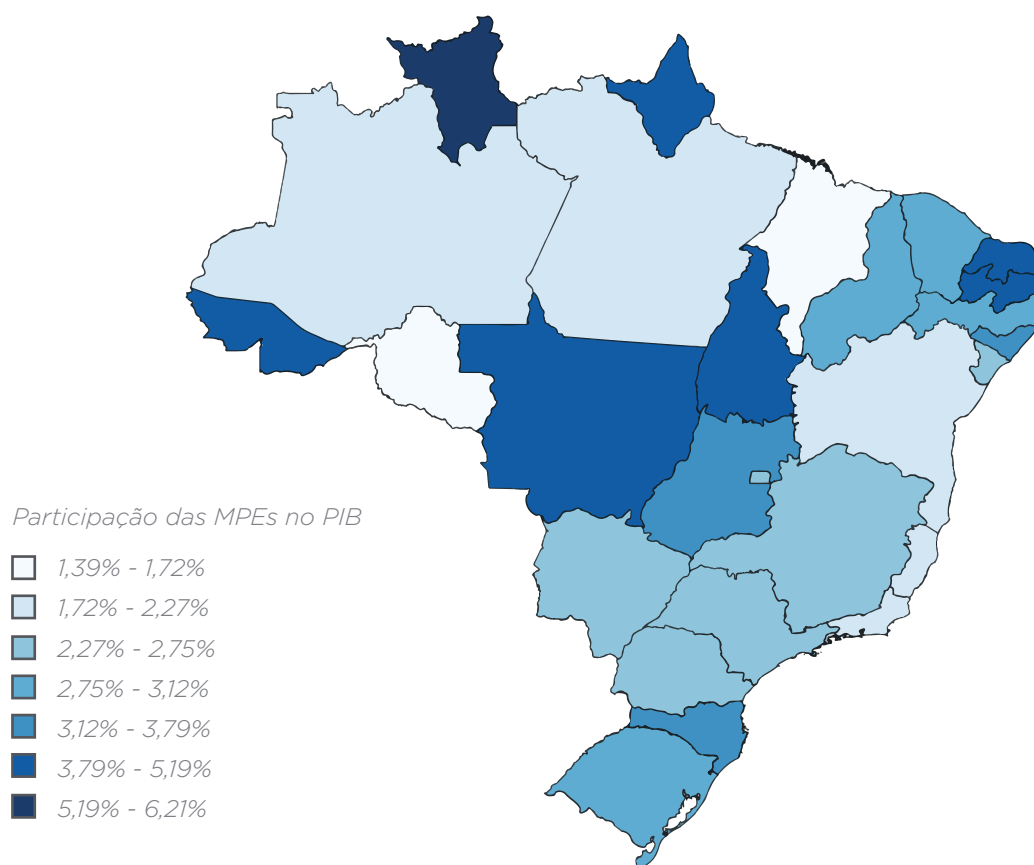 Participação das MPEs no PIB
1,39% - 1,72%
1,72% - 2,27%
2,27% - 2,75%
2,75% - 3,12%
3,12% - 3,79%
3,79% - 5,19%
5,19% - 6,21%